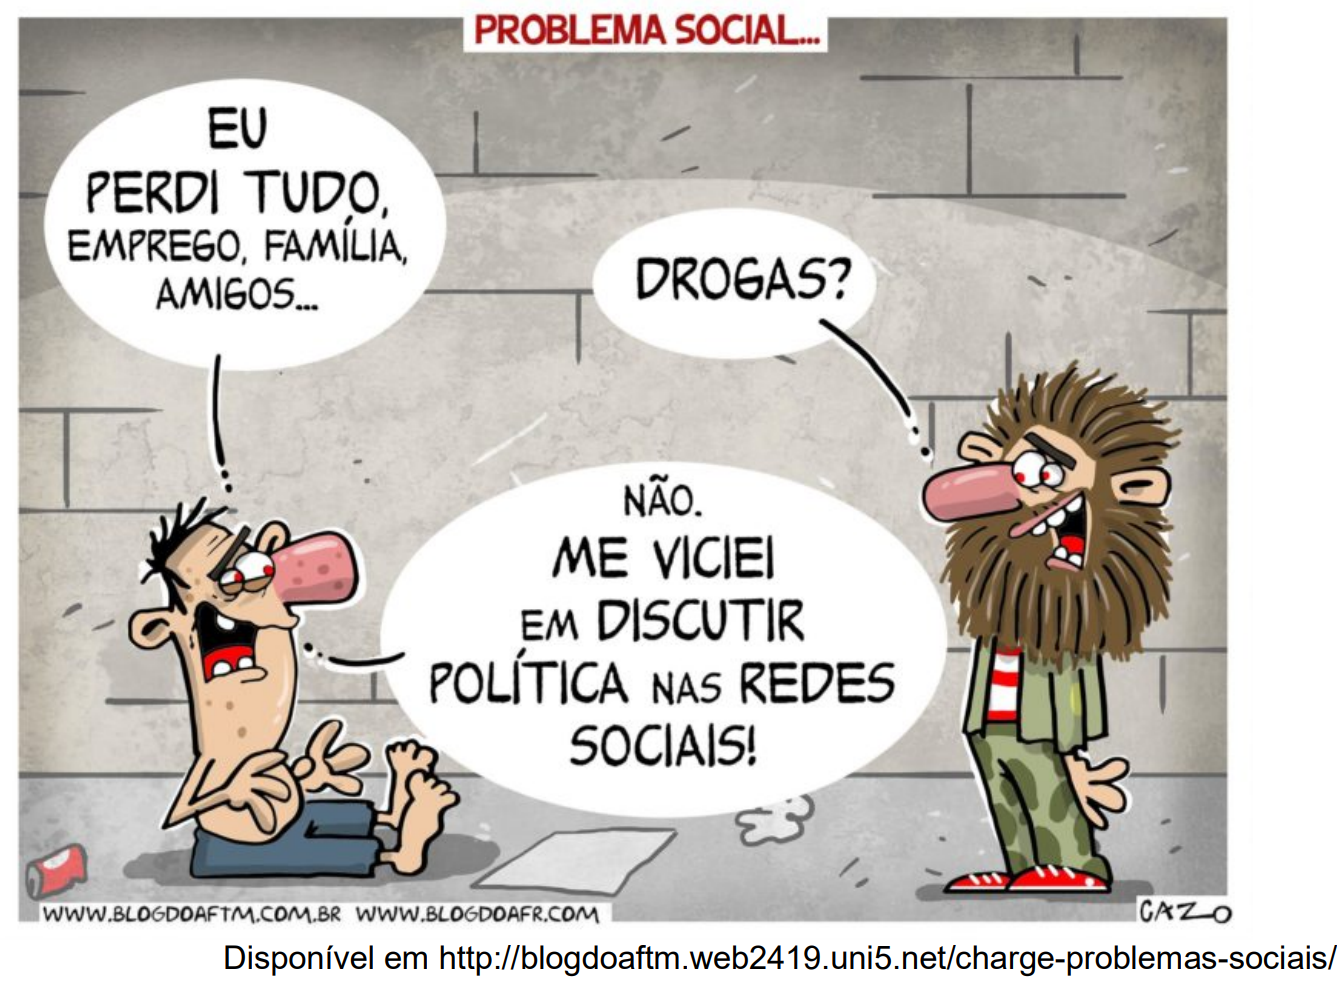 PROBLEMA SOCIAL...
EU
PERDI TUDO,
EMPREGO, FAMÍLIA,
AMIGOS...
DROGAS?
NÃO.
ME VICIEI
EM DISCUTIR
POLÍTICA NAS REDES
SOCIAIS!
WWW.BLOGDOAFTM.COM.BR WWW.BLOGDOAFR.COM
CAZO
Disponível em http://blogdoaftm.web2419.uni5.net/charge-problemas-sociais/